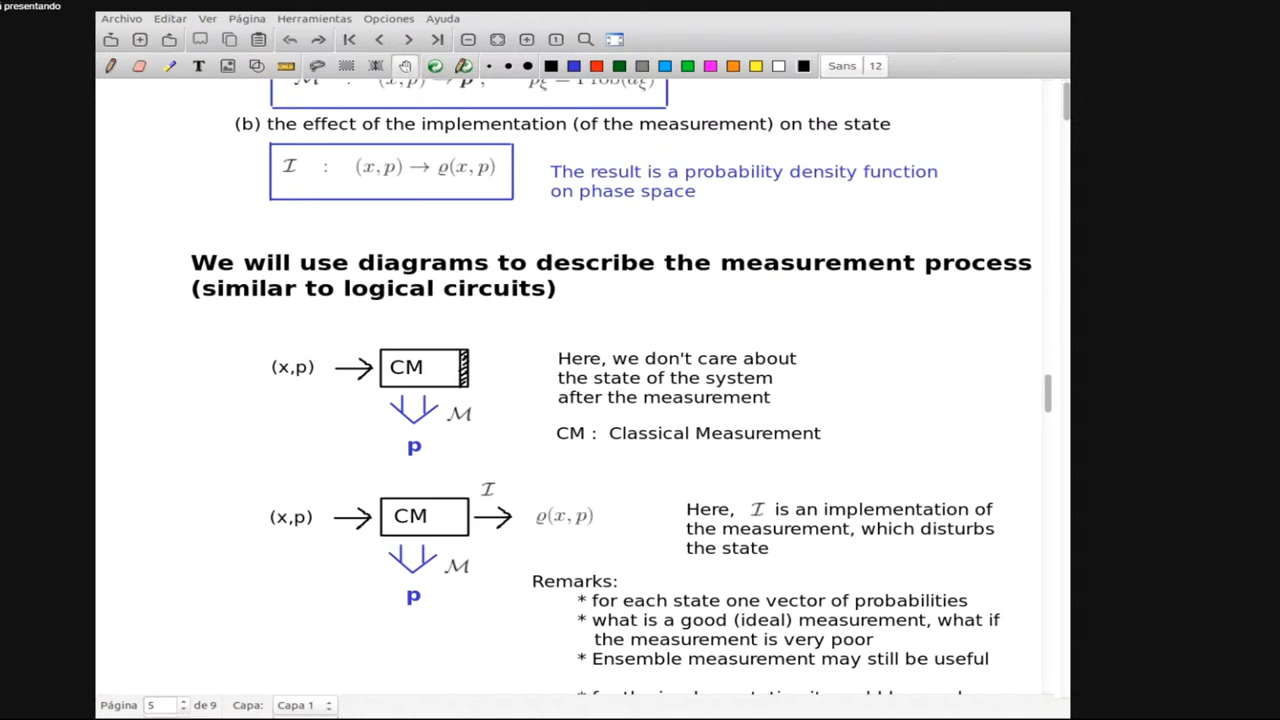 presentando
Archivo Editar Ver Página Herramientas Opciones Ayuda
T Sans 12
(b) the effect of the implementation (of the measurement) on the state
ℐ : (x, p) → ϱ(x, p)
The result is a probability density function
on phase space
We will use diagrams to describe the measurement process
(similar to logical circuits)
(x,p) CM
ℳ
p
Here, we don't care about
the state of the system
after the measurement
CM : Classical Measurement
ℐ
(x,p) CM ϱ(x, p)
ℳ
p
Here, ℐ is an implementation of
the measurement, which disturbs
the state
Remarks:
* for each state one vector of probabilities
* what is a good (ideal) measurement, what if
the measurement is very poor
* Ensemble measurement may still be useful
Página 5 de 9 Capa: Capa 1